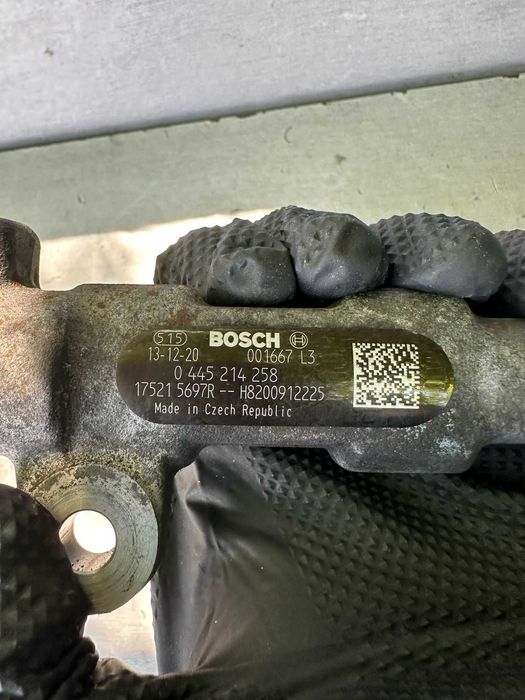 515 BOSCH
13-12-20 001667 L3
0 445 214 258
17521 5697R -- H8200912225
Made in Czech Republic